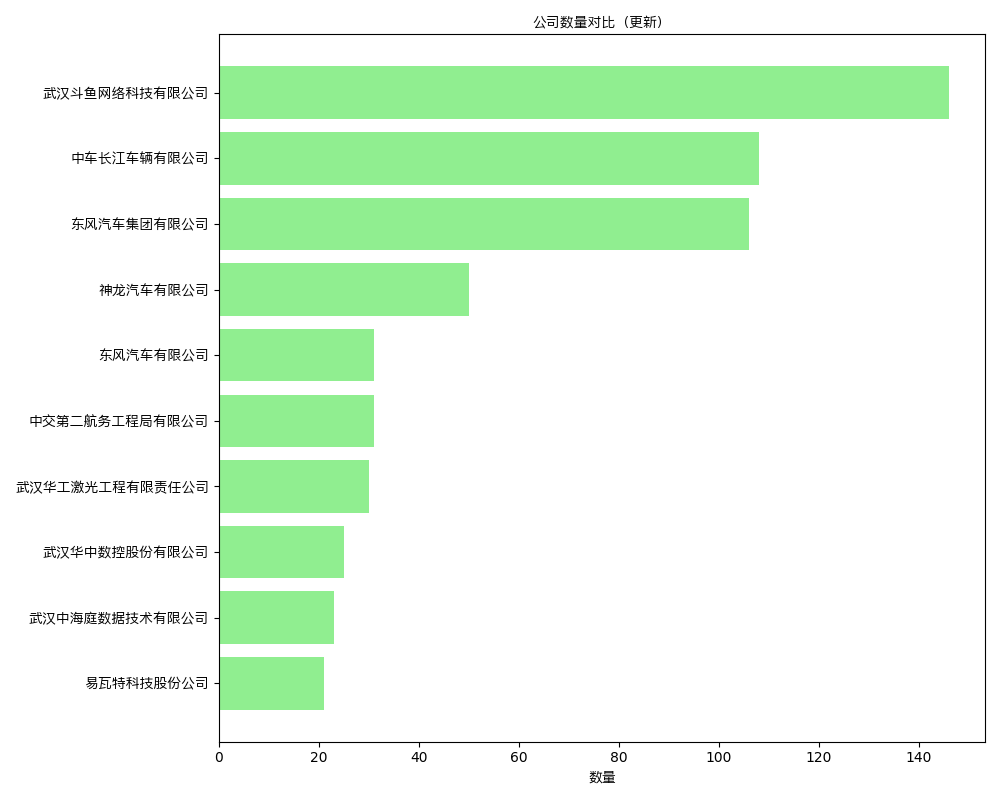 公司数量对比（更新）
武汉斗鱼网络科技有限公司
中车长江车辆有限公司
东风汽车集团有限公司
神龙汽车有限公司
东风汽车有限公司
中交第二航务工程局有限公司
武汉华工激光工程有限责任公司
武汉华中数控股份有限公司
武汉中海庭数据技术有限公司
易瓦特科技股份公司
0 20 40 60 80 100 120 140
数量